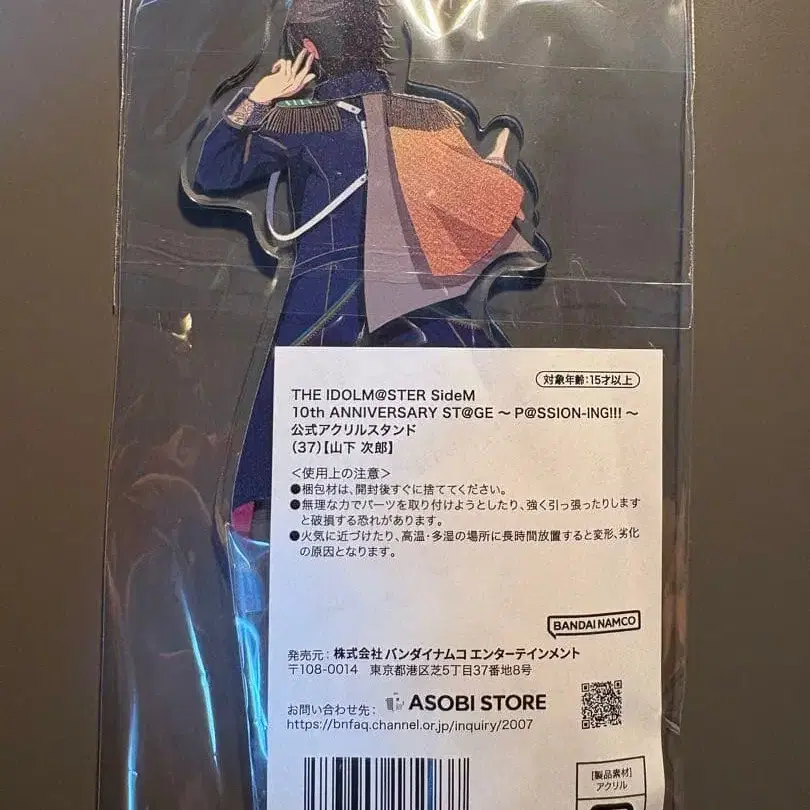 対象年齢:15才以上
THE IDOLM@STER SideM
10th ANNIVERSARY ST@GE ～ P@SSION-ING!!! ～
公式アクリルスタンド
(37)【山下 次郎】
＜使用上の注意＞
●梱包材は、開封後すぐに捨ててください。
●無理な力でパーツを取り付けようとしたり、強く引っ張ったりします
と破損する恐れがあります。
●火気に近づけたり、高温・多湿の場所に長時間放置すると変形、劣化
の原因となります。
BANDAI NAMCO
発売元：株式会社 バンダイナムコ エンターテインメント
〒108-0014 東京都港区芝5丁目37番地8号
お問い合わせ先： ASOBI STORE
https://bnfaq.channel.or.jp/inquiry/2007
[製品素材]
アクリル